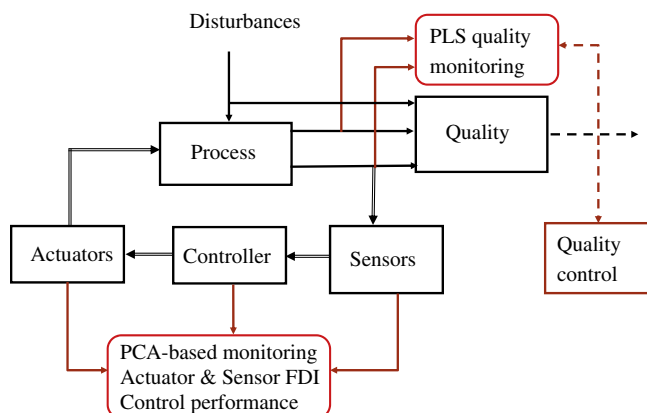 Disturbances
PLS quality
monitoring
Process
Quality
Actuators
Controller
Sensors
Quality
control
PCA-based monitoring
Actuator & Sensor FDI
Control performance